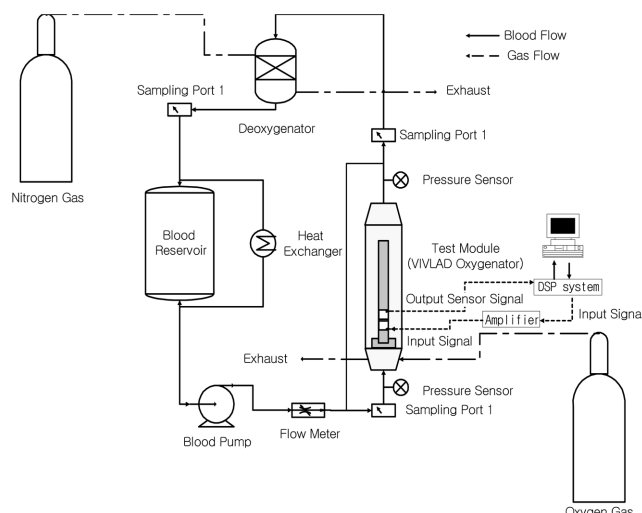 Blood Flow
Gas Flow
Sampling Port 1
Exhaust
Deoxygenator
Sampling Port 1
Nitrogen Gas
Pressure Sensor
Blood
Reservoir
Heat
Exchanger
Test Module
(VIVLAD Oxygenator)
DSP system
Output Sensor Signal
Amplifier
Input Signa
Input Signal
Exhaust
Pressure Sensor
Sampling Port 1
Blood Pump
Flow Meter
Oxygen Gas